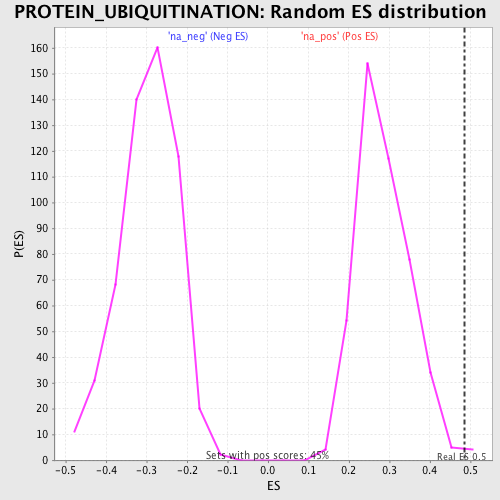 PROTEIN_UBIQUITINATION: Random ES distribution
'na_neg' (Neg ES)
'na_pos' (Pos ES)
160
150
140
130
120
110
100
90
80
70
60
50
40
30
20
10
0
P(ES)
Sets with pos scores: 45%
Real ES 0.5
-0.5 -0.4 -0.3 -0.2 -0.1 0.0 0.1 0.2 0.3 0.4 0.5
ES